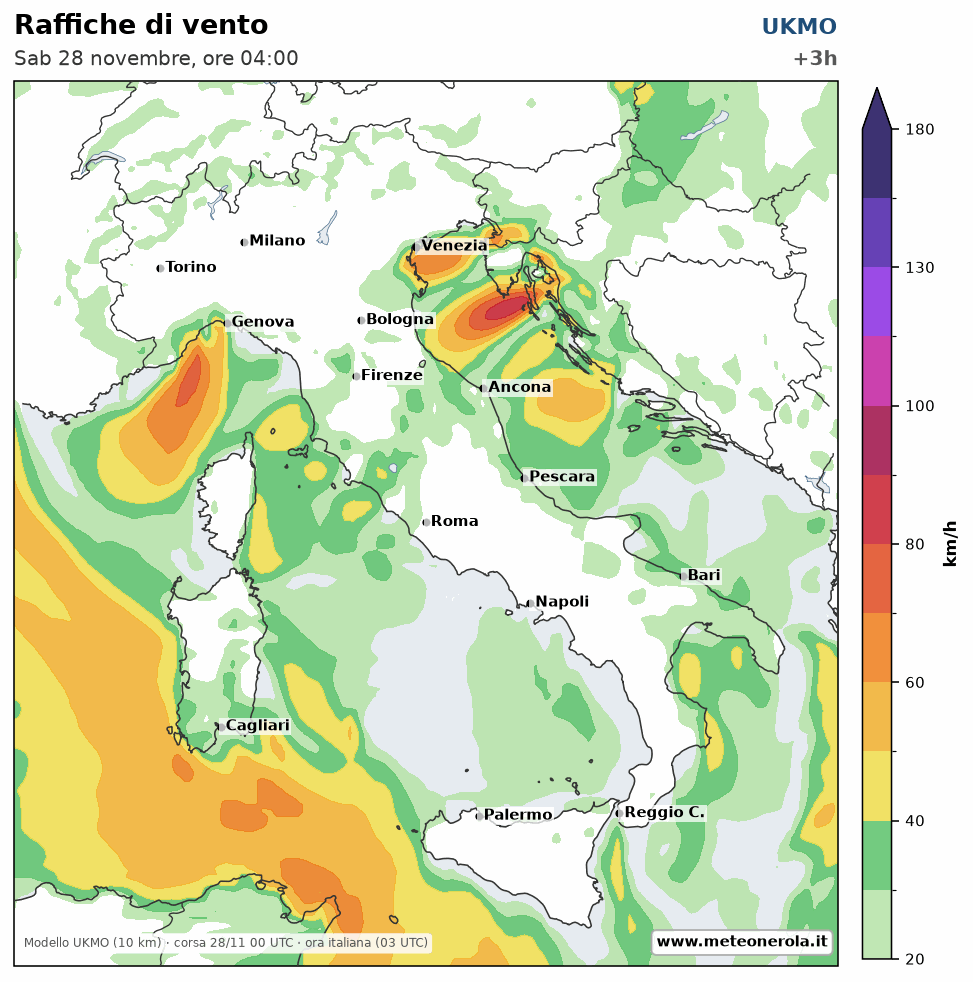 Raffiche di vento
UKMO
Sab 28 novembre, ore 04:00
+3h
180
130
100
80
60
40
20
km/h
Venezia
Milano
Torino
Genova
Bologna
Firenze
Ancona
Pescara
Roma
Bari
Napoli
Cagliari
Palermo
Reggio C.
Modello UKMO (10 km) · corsa 28/11 00 UTC · ora italiana (03 UTC)
www.meteonerola.it